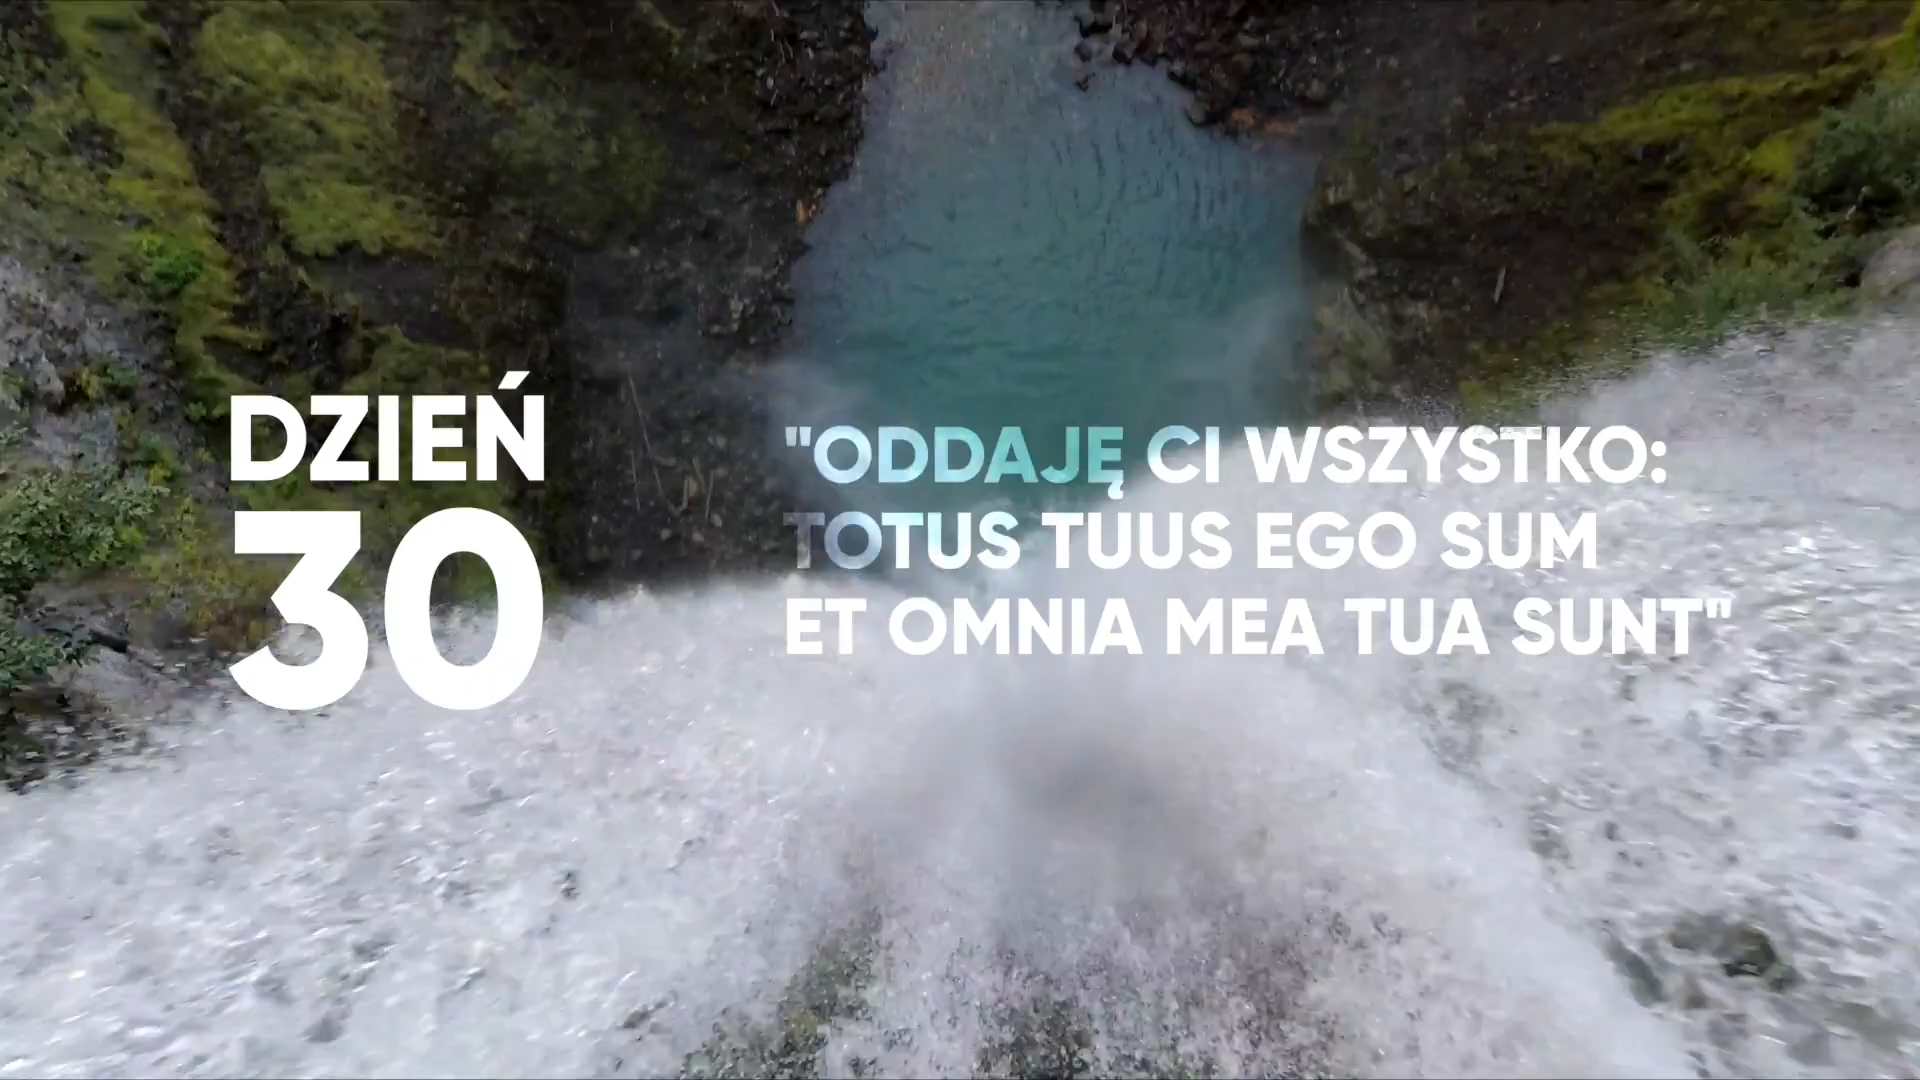 DZIEŃ
30
"ODDAJĘ CI WSZYSTKO:
TOTUS TUUS EGO SUM
ET OMNIA MEA TUA SUNT"